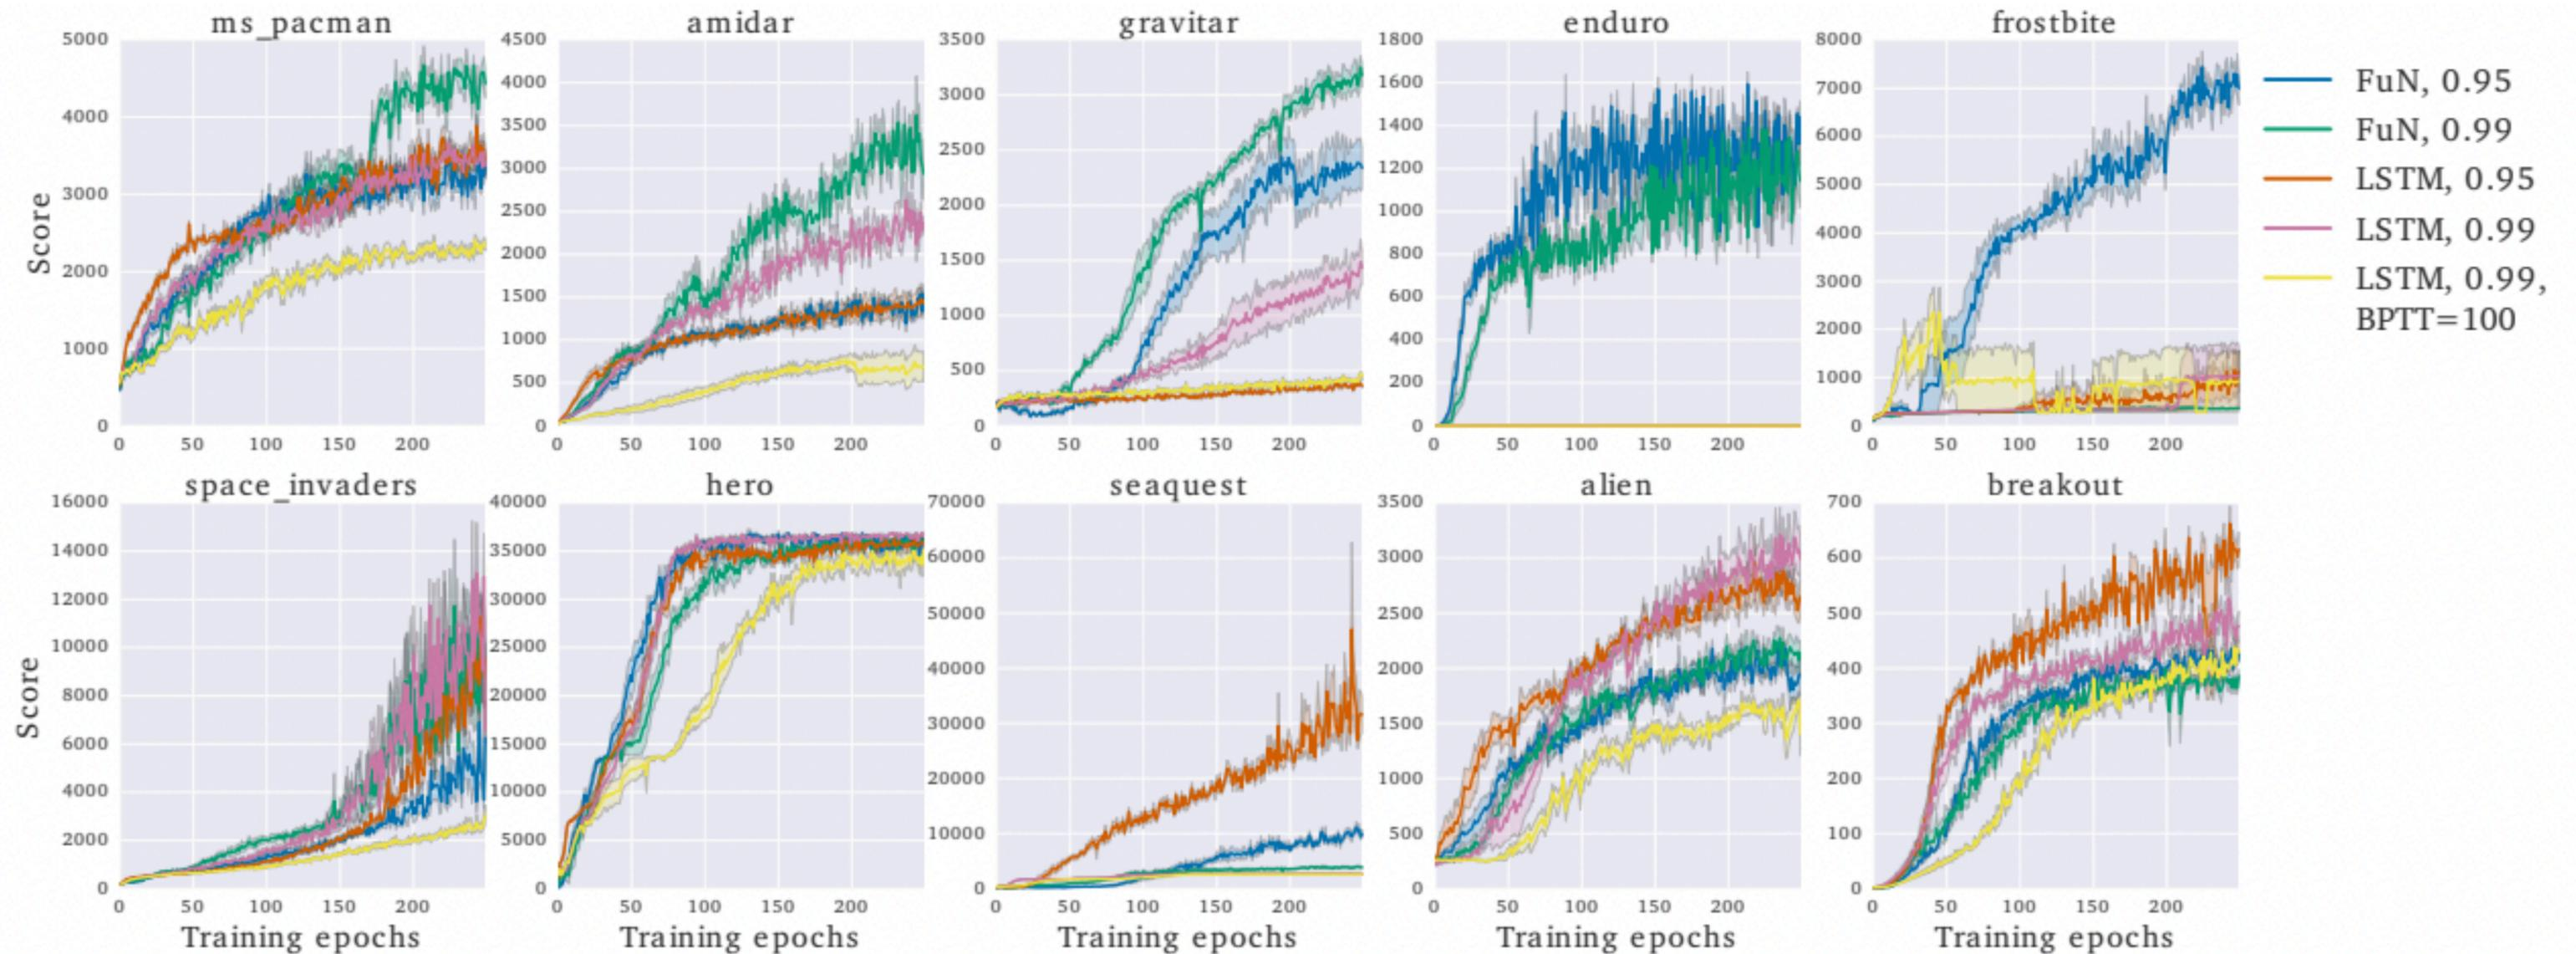 ms_pacman
amidar
gravitar
enduro
frostbite
5000
4000
3000
2000
1000
0
0 50 100 150 200
4500
4000
3500
3000
2500
2000
1500
1000
500
0
0 50 100 150 200
3500
3000
2500
2000
1500
1000
500
0
0 50 100 150 200
1800
1600
1400
1200
1000
800
600
400
200
0
0 50 100 150 200
8000
7000
6000
5000
4000
3000
2000
1000
0
0 50 100 150 200
Score
FuN, 0.95
FuN, 0.99
LSTM, 0.95
LSTM, 0.99
LSTM, 0.99,
BPTT=100
space_invaders
hero
seaquest
alien
breakout
16000
14000
12000
10000
8000
6000
4000
2000
0
0 50 100 150 200
40000
35000
30000
25000
20000
15000
10000
5000
0
0 50 100 150 200
70000
60000
50000
40000
30000
20000
10000
0
0 50 100 150 200
3500
3000
2500
2000
1500
1000
500
0
0 50 100 150 200
700
600
500
400
300
200
100
0
0 50 100 150 200
Score
Training epochs
Training epochs
Training epochs
Training epochs
Training epochs